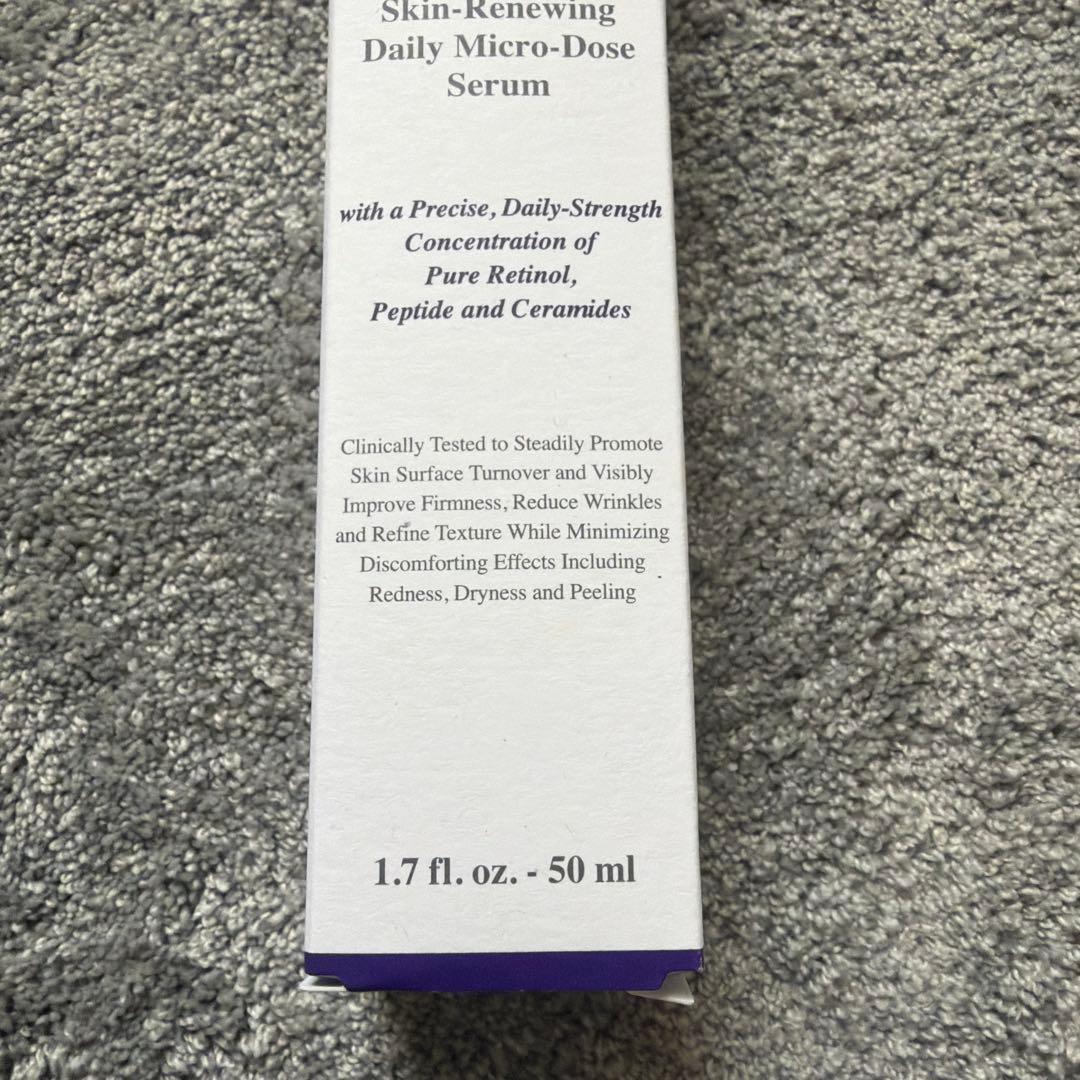 Skin-Renewing
Daily Micro-Dose
Serum
with a Precise, Daily-Strength
Concentration of
Pure Retinol,
Peptide and Ceramides
Clinically Tested to Steadily Promote
Skin Surface Turnover and Visibly
Improve Firmness, Reduce Wrinkles
and Refine Texture While Minimizing
Discomforting Effects Including
Redness, Dryness and Peeling
1.7 fl. oz. - 50 ml